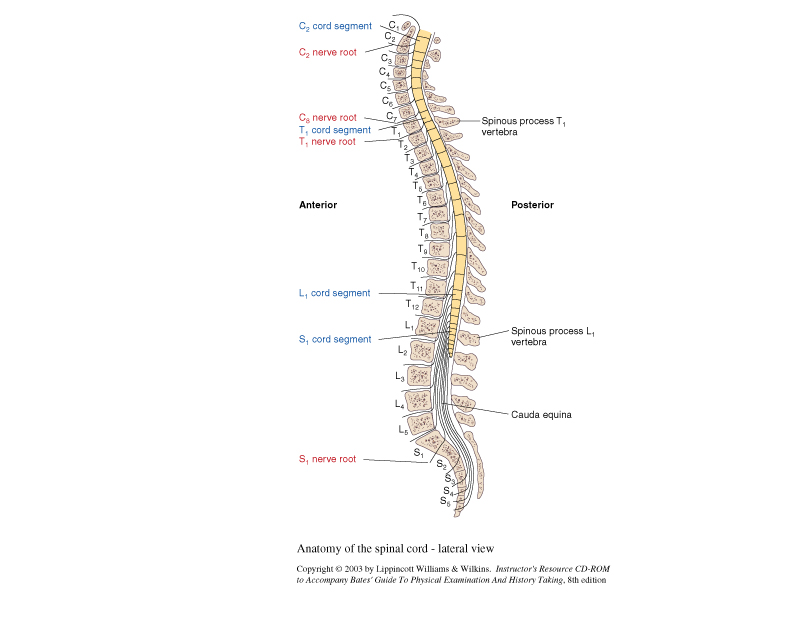 C₂ cord segment
C₁
C₂
C₂ nerve root
C₃
C₄
C₅
C₆
C₇
C₈ nerve root
T₁ cord segment
T₁ nerve root
Spinous process T₁
vertebra
T₁
T₂
T₃
T₄
T₅
T₆
Anterior
Posterior
T₇
T₈
T₉
T₁₀
T₁₁
L₁ cord segment
T₁₂
L₁
S₁ cord segment
Spinous process L₁
vertebra
L₂
L₃
L₄
Cauda equina
L₅
S₁
S₁ nerve root
S₂
S₃
S₄
S₅
Anatomy of the spinal cord - lateral view
Copyright © 2003 by Lippincott Williams & Wilkins. Instructor's Resource CD-ROM
to Accompany Bates' Guide To Physical Examination And History Taking, 8th edition